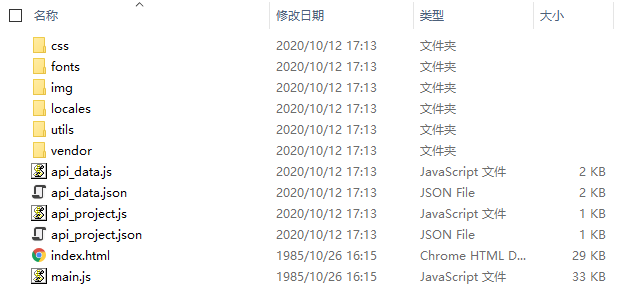 名称 修改日期 类型 大小
css 2020/10/12 17:13 文件夹
fonts 2020/10/12 17:13 文件夹
img 2020/10/12 17:13 文件夹
locales 2020/10/12 17:13 文件夹
utils 2020/10/12 17:13 文件夹
vendor 2020/10/12 17:13 文件夹
api_data.js 2020/10/12 17:13 JavaScript 文件 2 KB
api_data.json 2020/10/12 17:13 JSON File 2 KB
api_project.js 2020/10/12 17:13 JavaScript 文件 1 KB
api_project.json 2020/10/12 17:13 JSON File 1 KB
index.html 1985/10/26 16:15 Chrome HTML D... 29 KB
main.js 1985/10/26 16:15 JavaScript 文件 33 KB